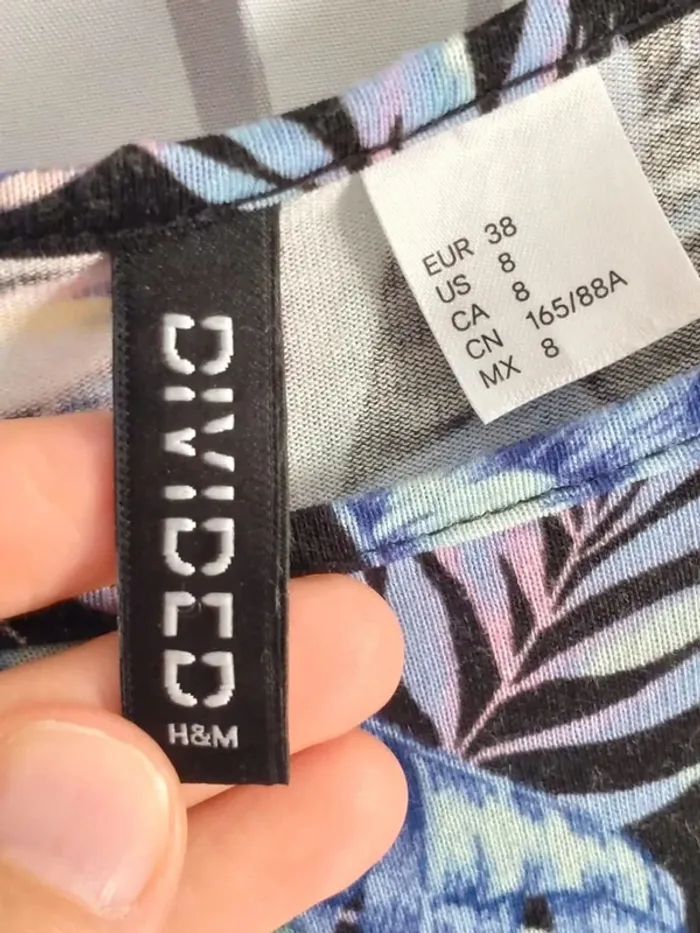 DIVIDED
H&M
EUR 38
US 8
CA 8
CN 165/88A
MX 8